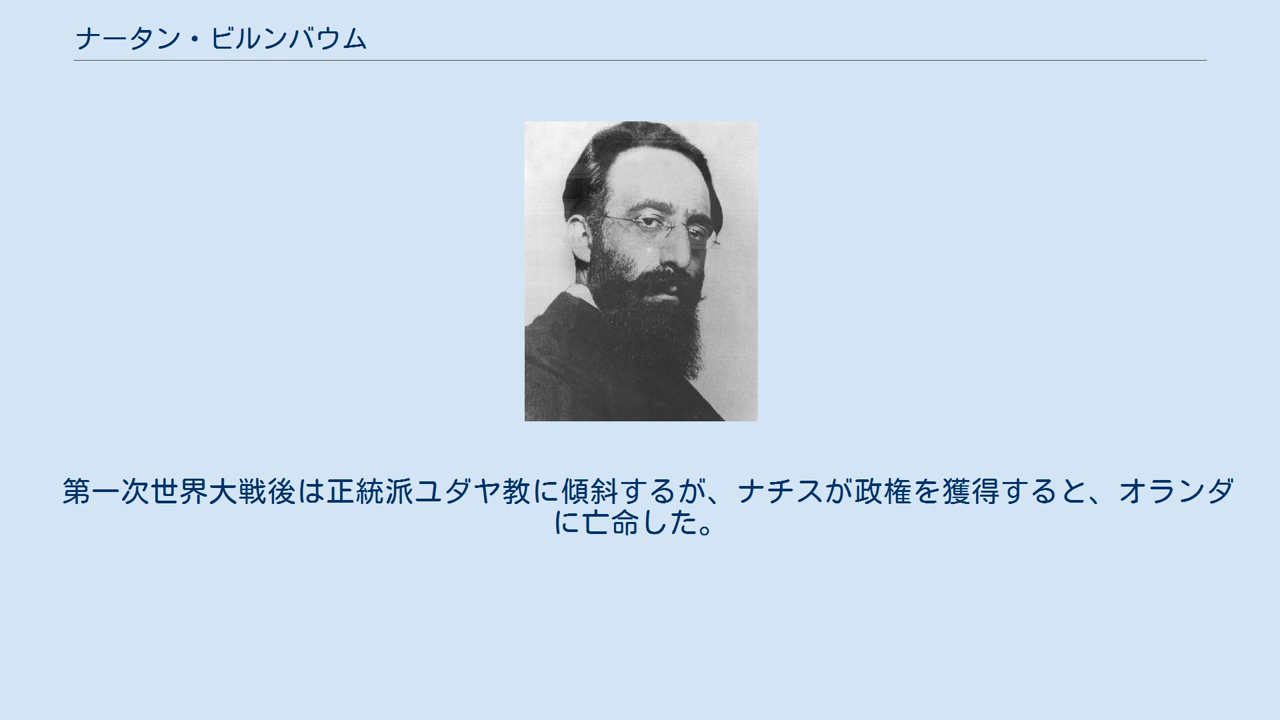 ナータン・ビルンバウム
第一次世界大戦後は正統派ユダヤ教に傾斜するが、ナチスが政権を獲得すると、オランダ
に亡命した。